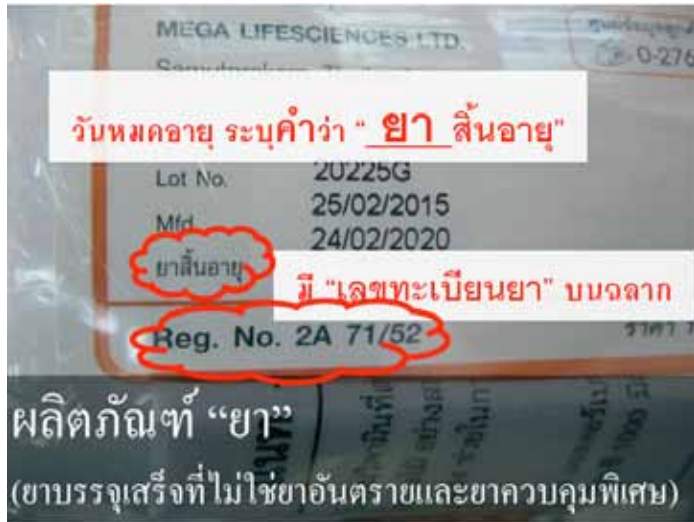 MEGA LIFESCIENCES LTD.
Samutprakarn, Thailand
0-276
วันหมดอายุ ระบุคำว่า “ ยา สิ้นอายุ”
Lot No. 20225G
Mfd. 25/02/2015
ยาสิ้นอายุ 24/02/2020
มี “เลขทะเบียนยา” บนฉลาก
Reg. No. 2A 71/52
ราคา
ผลิตภัณฑ์ “ยา”
(ยาบรรจุเสร็จที่ไม่ใช่ยาอันตรายและยาควบคุมพิเศษ)